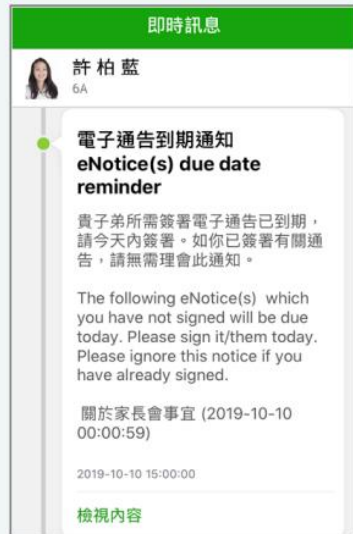 即時訊息
許柏藍
6A
電子通告到期通知
eNotice(s) due date
reminder
貴子弟所需簽署電子通告已到期，
請今天內簽署。如你已簽署有關通
告，請無需理會此通知。
The following eNotice(s) which
you have not signed will be due
today. Please sign it/them today.
Please ignore this notice if you
have already signed.
關於家長會事宜 (2019-10-10
00:00:59)
2019-10-10 15:00:00
檢視內容